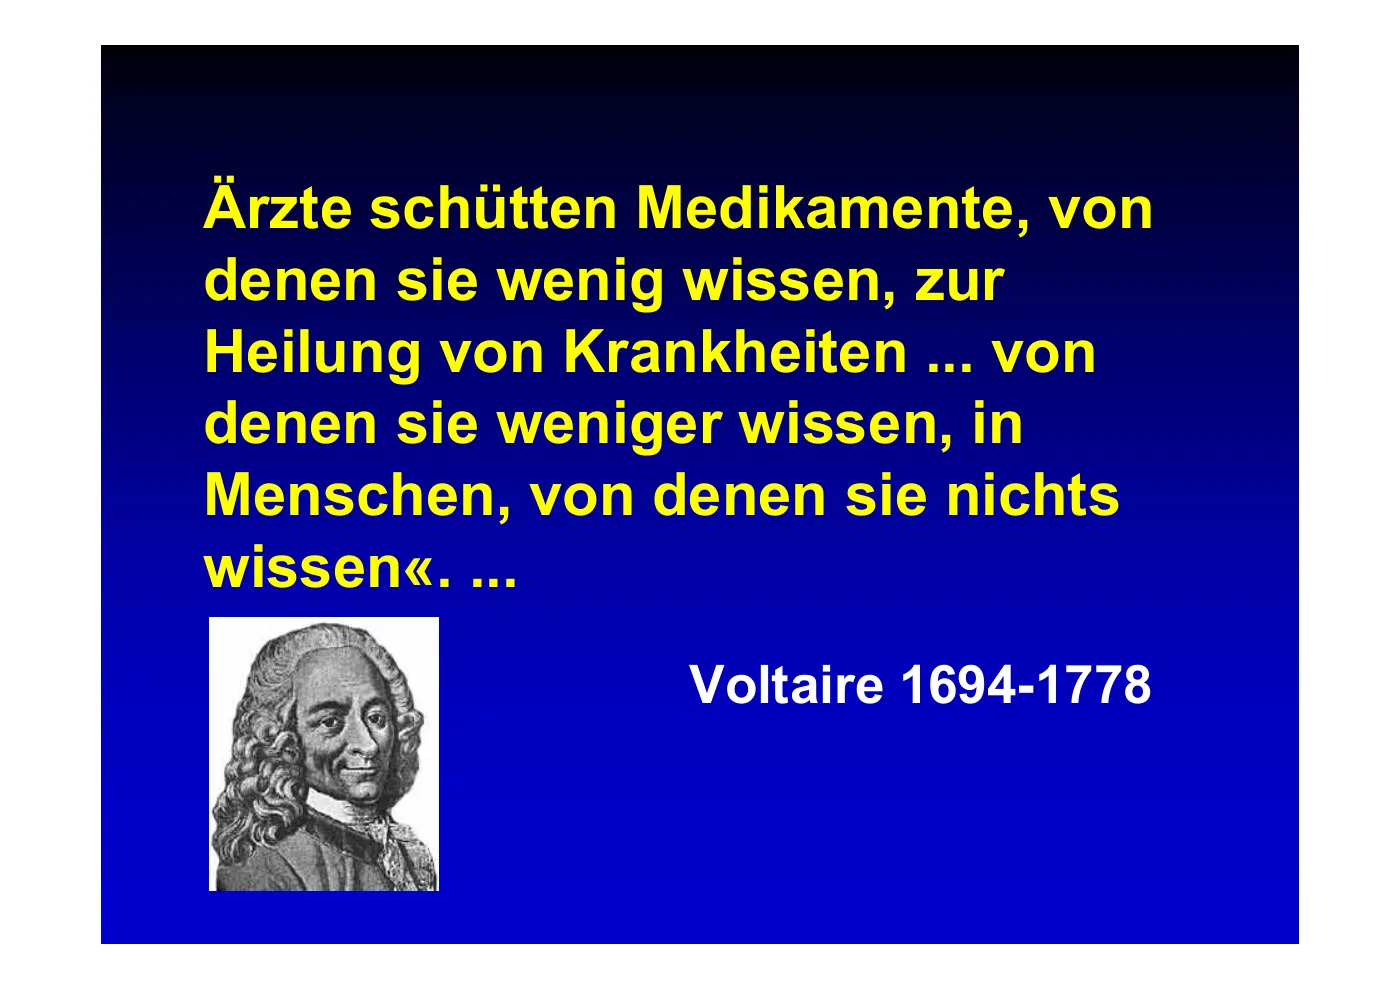 Ärzte schütten Medikamente, von
denen sie wenig wissen, zur
Heilung von Krankheiten ... von
denen sie weniger wissen, in
Menschen, von denen sie nichts
wissen«. ...
Voltaire 1694-1778